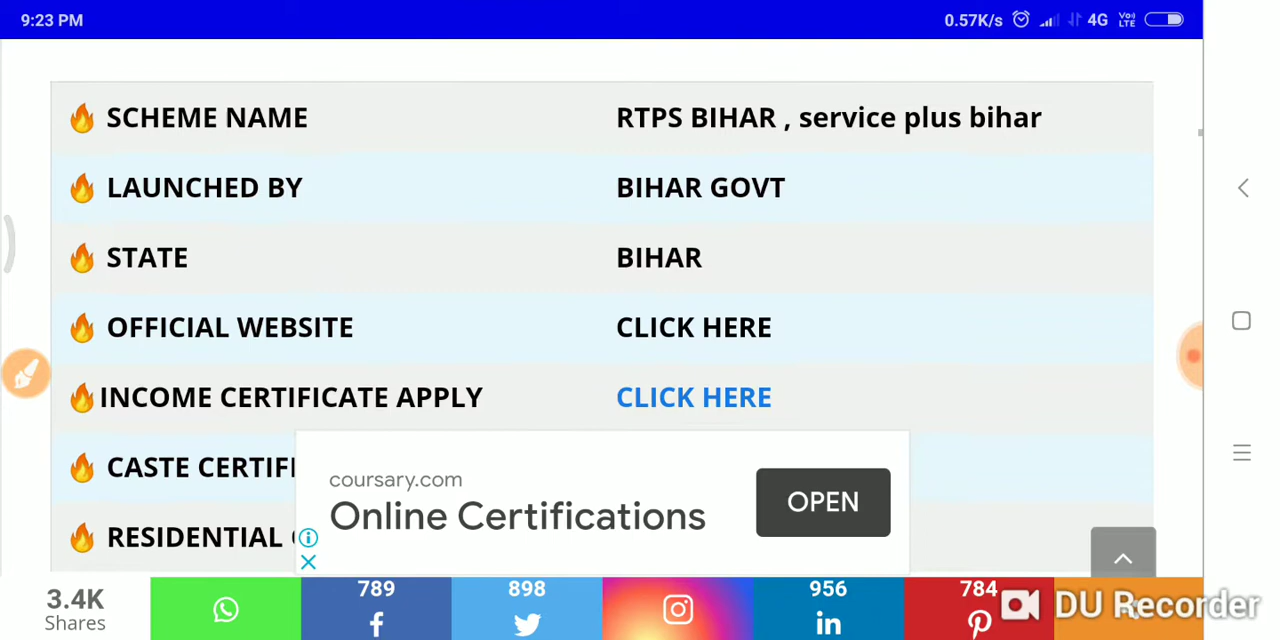 9:23 PM 0.57K/s 4G Vo) LTE
🔥 SCHEME NAME RTPS BIHAR , service plus bihar
🔥 LAUNCHED BY BIHAR GOVT
🔥 STATE BIHAR
🔥 OFFICIAL WEBSITE CLICK HERE
🔥INCOME CERTIFICATE APPLY CLICK HERE
🔥 CASTE
coursary.com
Online Certifications
OPEN
🔥 RESIDENTIAL
3.4K
Shares
789
898
956
784
DU Recorder